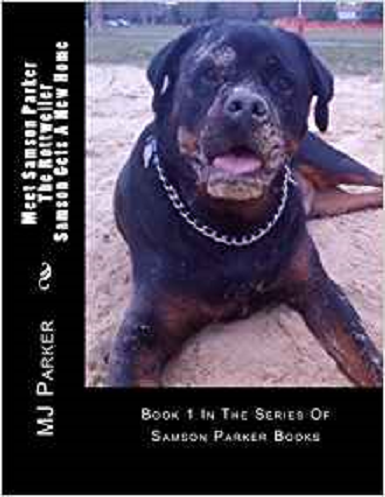 Meet Samson Parker
The Rottweiler
Samson Gets A New Home
MJ PARKER
BOOK 1 IN THE SERIES OF
SAMSON PARKER BOOKS